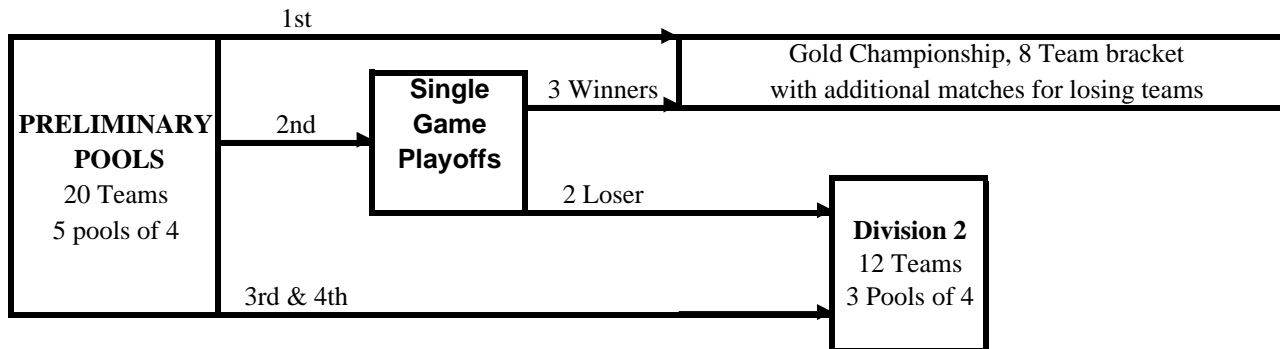 1st
Gold Championship, 8 Team bracket
with additional matches for losing teams
PRELIMINARY
POOLS
20 Teams
5 pools of 4
2nd
Single
Game
Playoffs
3 Winners
2 Loser
Division 2
12 Teams
3 Pools of 4
3rd & 4th